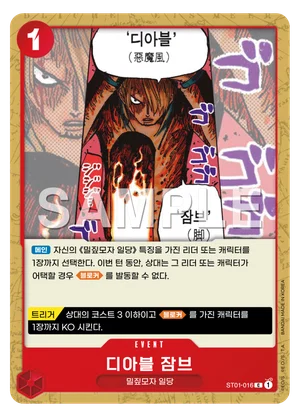 1
'디아블'
(惡魔風)
잠브'
(脚)
SAMPLE
메인 자신의 《밀짚모자 일당》 특징을 가진 리더 또는 캐릭터를
1장까지 선택한다. 이번 턴 동안, 상대는 그 리더 또는 캐릭터가
어택할 경우 블로커 를 발동할 수 없다.
트리거 상대의 코스트 3 이하이고 블로커 를 가진 캐릭터를
1장까지 KO 시킨다.
EVENT
디아블 잠브
밀짚모자 일당
ST01-016 C 1